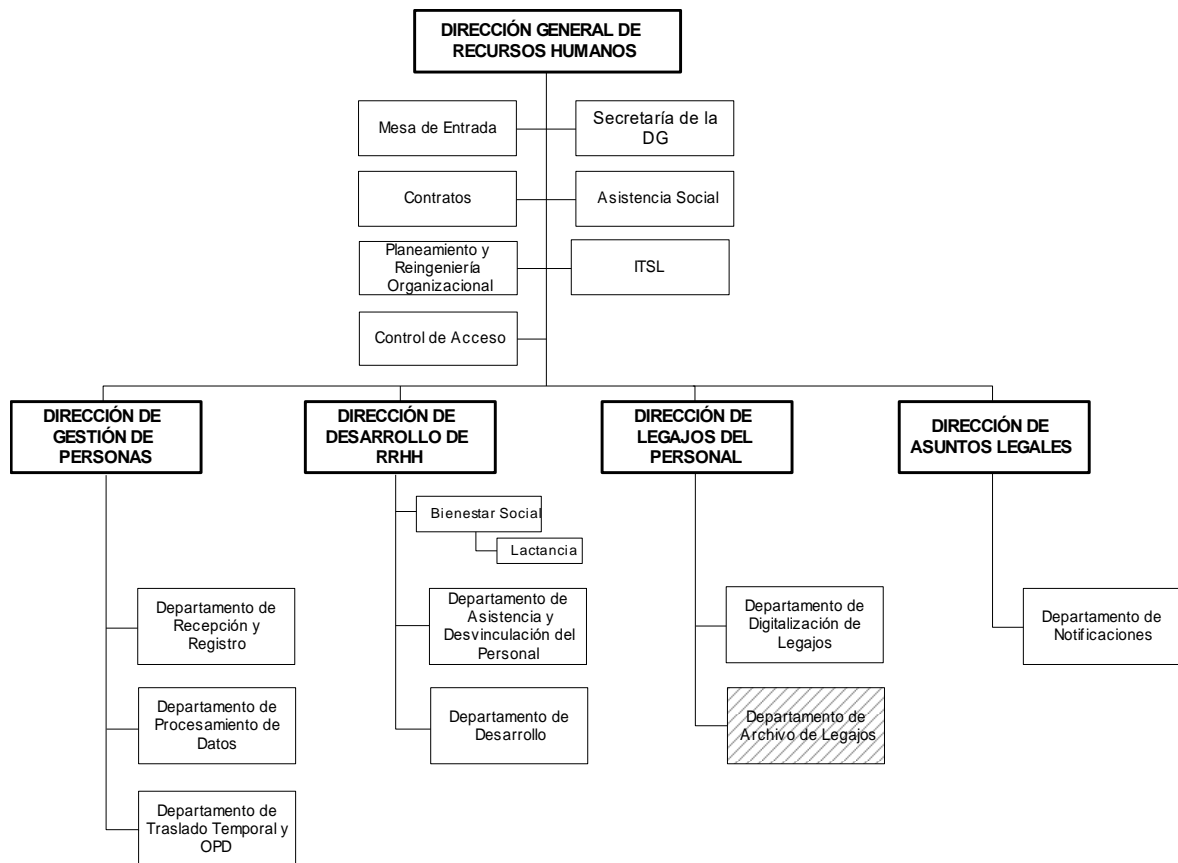 DIRECCIÓN GENERAL DE
RECURSOS HUMANOS
Mesa de Entrada
Secretaría de la
DG
Contratos
Asistencia Social
Planeamiento y
Reingeniería
Organizacional
ITSL
Control de Acceso
DIRECCIÓN DE
GESTIÓN DE
PERSONAS
DIRECCIÓN DE
DESARROLLO DE
RRHH
DIRECCIÓN DE
LEGAJOS DEL
PERSONAL
DIRECCIÓN DE
ASUNTOS LEGALES
Bienestar Social
Lactancia
Departamento de
Recepción y
Registro
Departamento de
Asistencia y
Desvinculación del
Personal
Departamento de
Digitalización de
Legajos
Departamento de
Notificaciones
Departamento de
Procesamiento de
Datos
Departamento de
Desarrollo
Departamento de
Archivo de Legajos
Departamento de
Traslado Temporal y
OPD